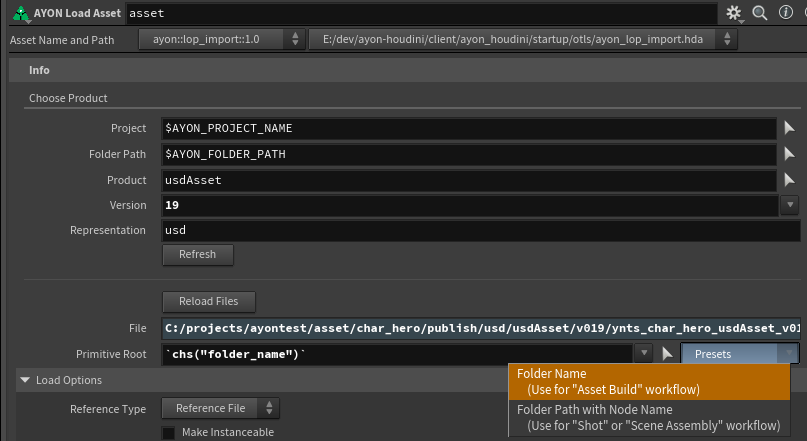 AYON Load Asset asset
Asset Name and Path ayon::lop_import::1.0 E:/dev/ayon-houdini/client/ayon_houdini/startup/otls/ayon_lop_import.hda
Info
Choose Product
Project $AYON_PROJECT_NAME
Folder Path $AYON_FOLDER_PATH
Product usdAsset
Version 19
Representation usd
Refresh
Reload Files
File C:/projects/ayontest/asset/char_hero/publish/usd/usdAsset/v019/ynts_char_hero_usdAsset_v01
Primitive Root `chs("folder_name")` Presets
Folder Name
(Use for "Asset Build" workflow)
Folder Path with Node Name
(Use for "Shot" or "Scene Assembly" workflow)
Load Options
Reference Type Reference File
Make Instanceable